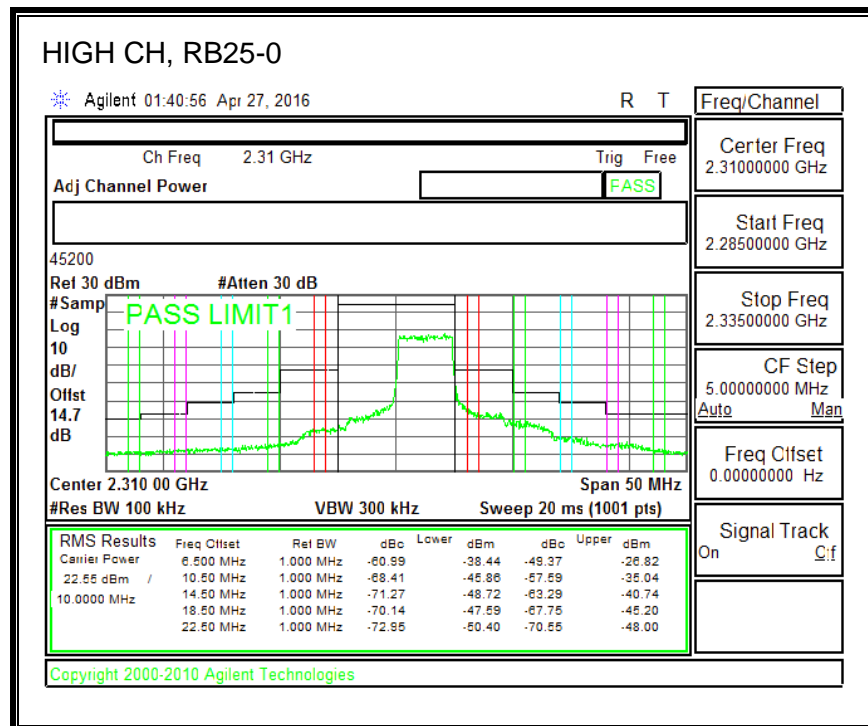 HIGH CH, RB25-0
Agilent 01:40:56 Apr 27, 2016 R T
Ch Freq 2.31 GHz Trig Free
Adj Channel Power PASS
45200
Ref 30 dBm #Atten 30 dB
#Samp
Log
10
dB/
Offst
14.7
dB
PASS LIMIT1
Center 2.310 00 GHz Span 50 MHz
#Res BW 100 kHz VBW 300 kHz Sweep 20 ms (1001 pts)
RMS Results Freq Offset Ref BW dBc Lower dBm dBc Upper dBm
Carrier Power 6.500 MHz 1.000 MHz -60.99 -38.44 -49.37 -26.82
22.55 dBm / 10.50 MHz 1.000 MHz -68.41 -45.86 -57.59 -35.04
10.0000 MHz 14.50 MHz 1.000 MHz -71.27 -48.72 -63.29 -40.74
18.50 MHz 1.000 MHz -70.14 -47.59 -67.75 -45.20
22.50 MHz 1.000 MHz -72.95 -50.40 -70.55 -48.00
Copyright 2000-2010 Agilent Technologies
Freq/Channel
Center Freq
2.31000000 GHz
Start Freq
2.28500000 GHz
Stop Freq
2.33500000 GHz
CF Step
5.00000000 MHz
Auto Man
Freq Offset
0.00000000 Hz
Signal Track
On Off